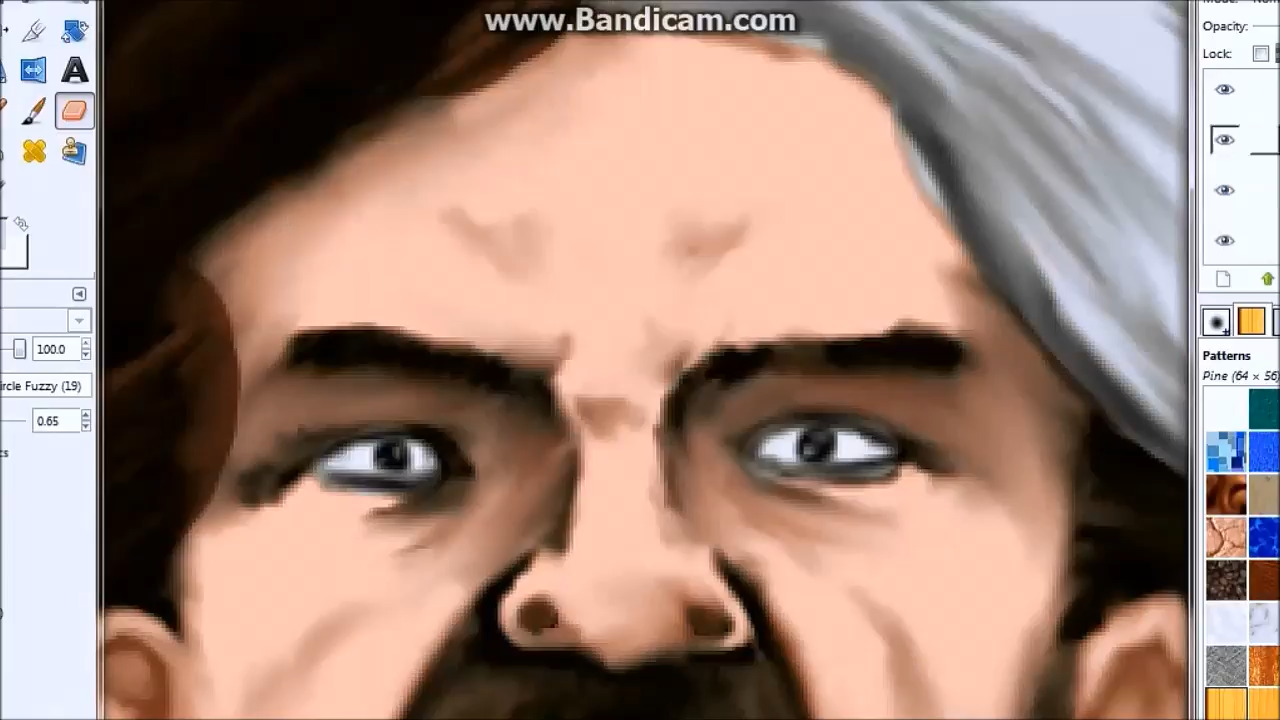 www.Bandicam.com
Opacity:
Lock:
100.0
ircle Fuzzy (19)
0.65
Patterns
Pine (64 × 56)